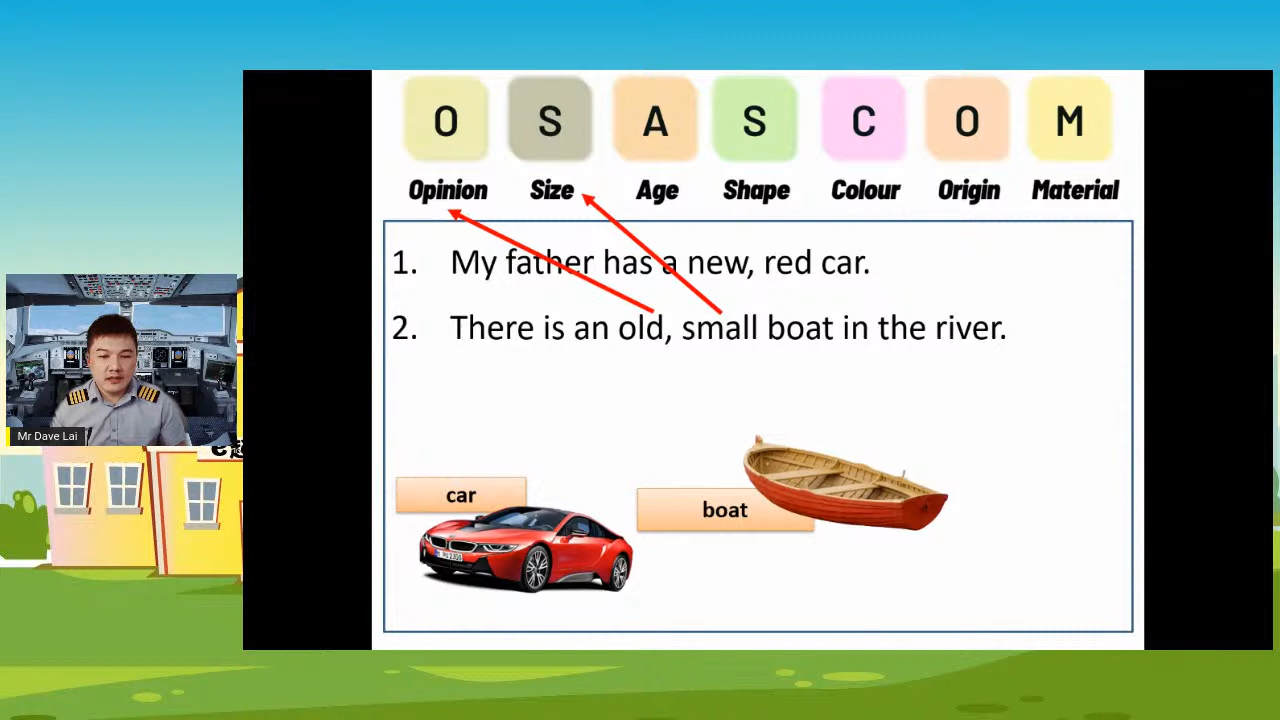 O S A S C O M
Opinion Size Age Shape Colour Origin Material
1. My father has a new, red car.
2. There is an old, small boat in the river.
Mr Dave Lai
car
boat